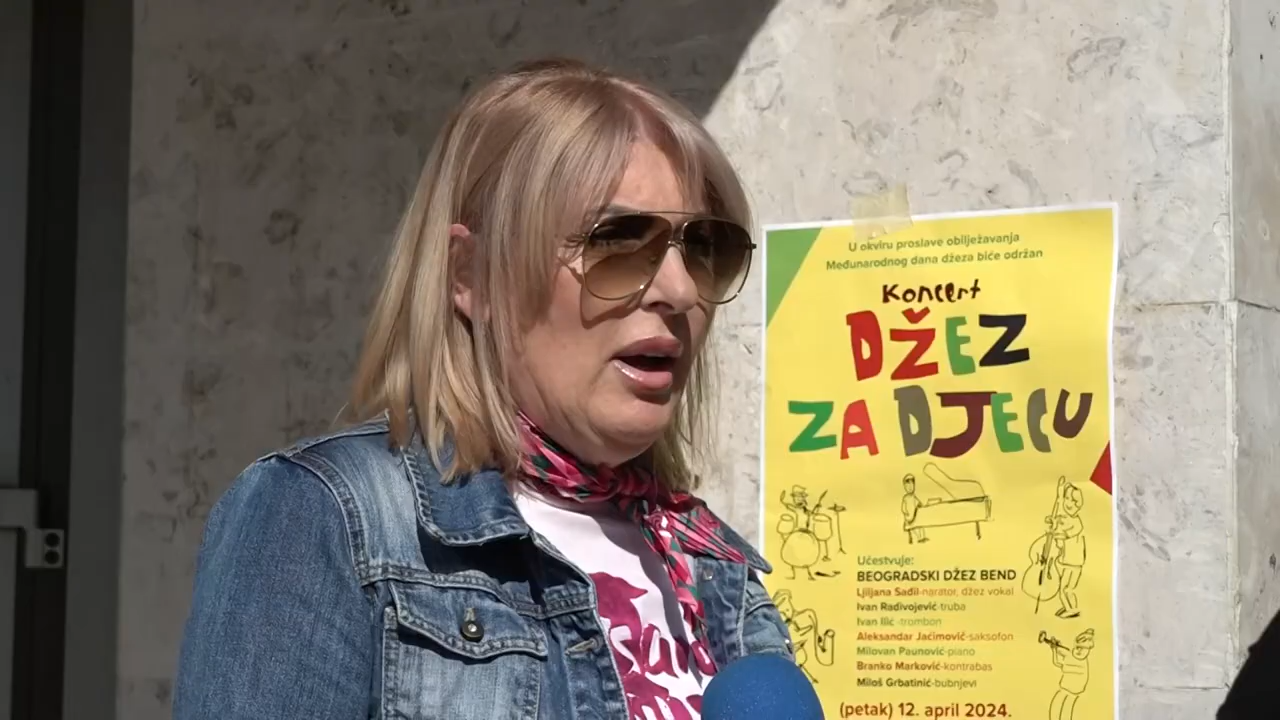 U okviru proslave obilježavanja
Međunarodnog dana džeza biće održan
Koncert
DŽEZ
ZA DJECU
Učestvuje:
BEOGRADSKI DŽEZ BEND
Ljiljana Sađil-narator, džez vokal
Ivan Radivojević-truba
Ivan Ilić -trombon
Aleksandar Jaćimović-saksofon
Milovan Paunović-piano
Branko Marković-kontrabas
Miloš Grbatinić-bubnjevi
(petak) 12. april 2024.